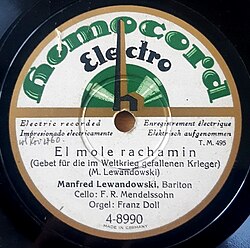 Homocord
Electro
Electric recorded
Enregistrement électrique
Impresionado electricamente
Elektrisch aufgenommen
T. M. 495
El mole rachamin
(Gebet für die im Weltkrieg gefallenen Krieger)
(M. Lewandowski)
Manfred Lewandowski, Bariton
Cello: F. R. Mendelssohn
Orgel: Franz Doll
4-8990
MADE IN GERMANY